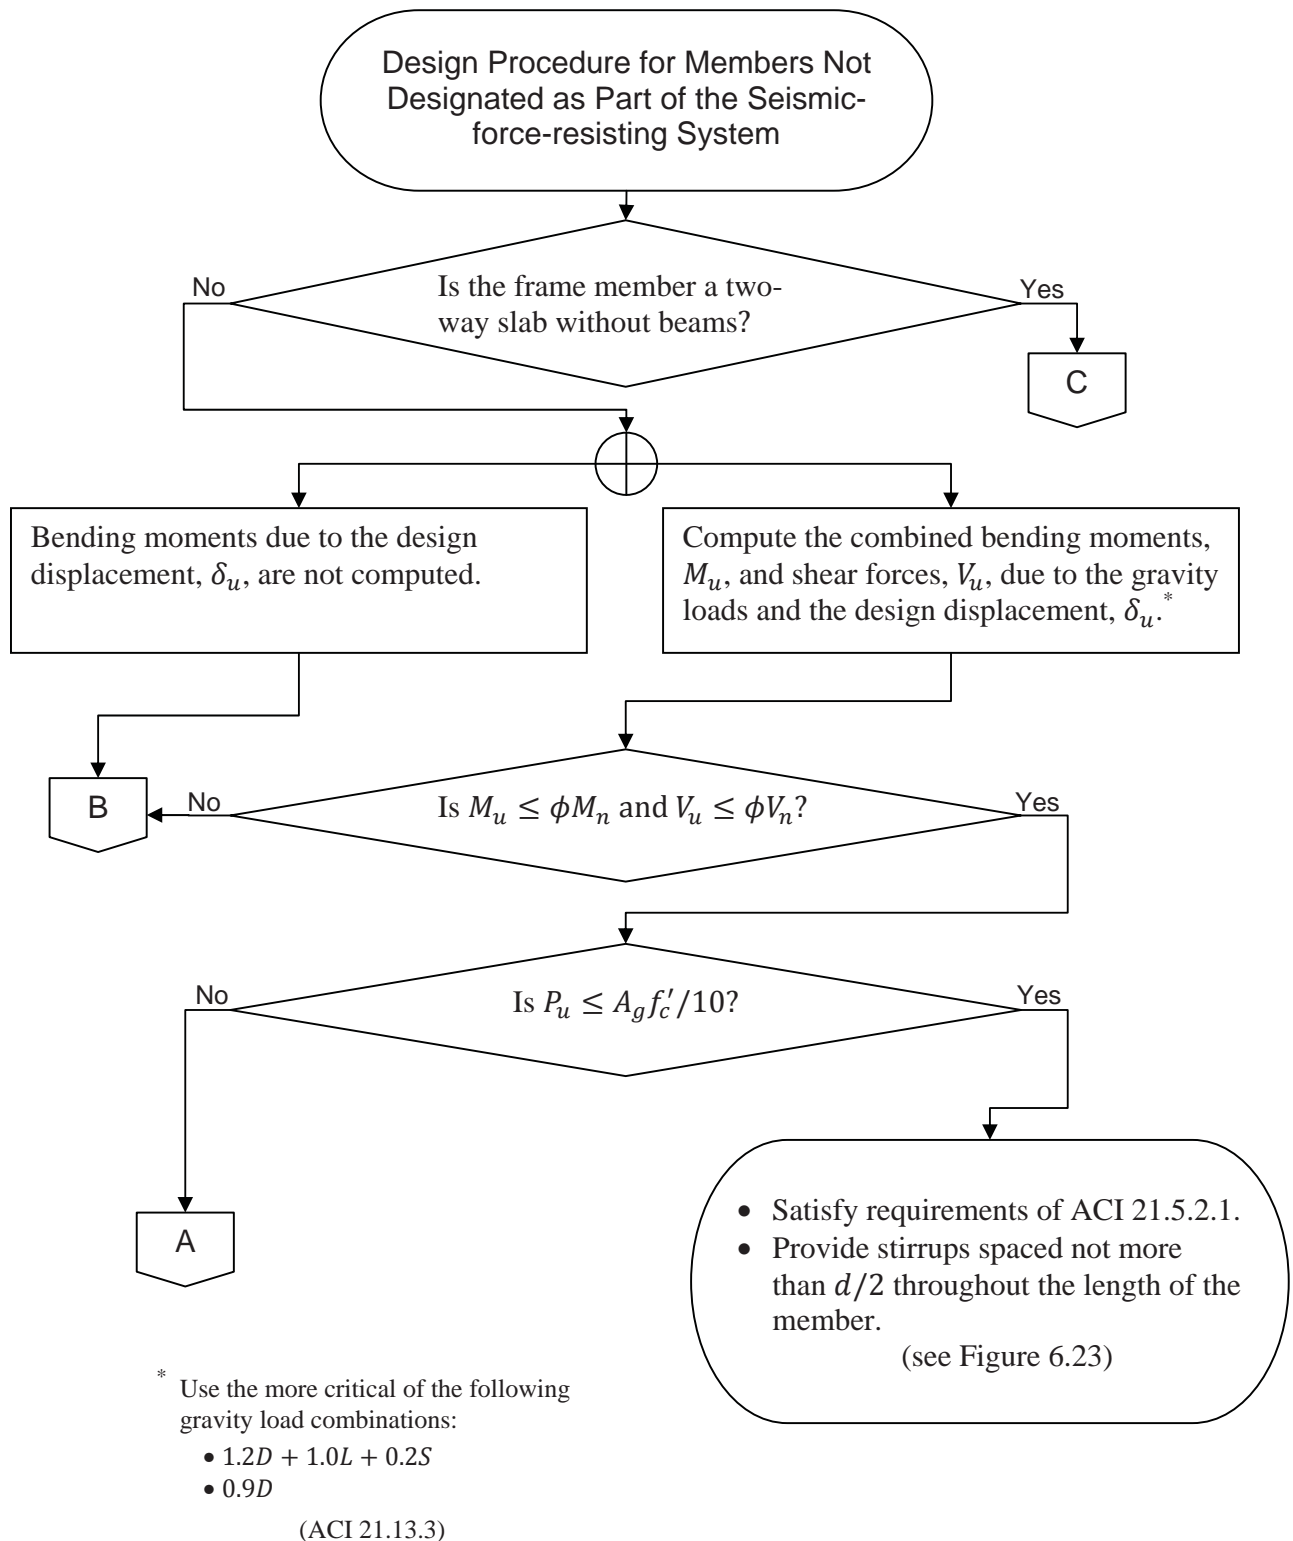 Design Procedure for Members Not
Designated as Part of the Seismic-
force-resisting System
No
Is the frame member a two-
way slab without beams?
Yes
C
Bending moments due to the design
displacement, δ_u, are not computed.
Compute the combined bending moments,
M_u, and shear forces, V_u, due to the gravity
loads and the design displacement, δ_u.*
B
No
Is M_u ≤ ϕM_n and V_u ≤ ϕV_n?
Yes
No
Is P_u ≤ A_g f_c′/10?
Yes
A
• Satisfy requirements of ACI 21.5.2.1.
• Provide stirrups spaced not more
than d/2 throughout the length of the
member.
(see Figure 6.23)
* Use the more critical of the following
gravity load combinations:
• 1.2D + 1.0L + 0.2S
• 0.9D
(ACI 21.13.3)